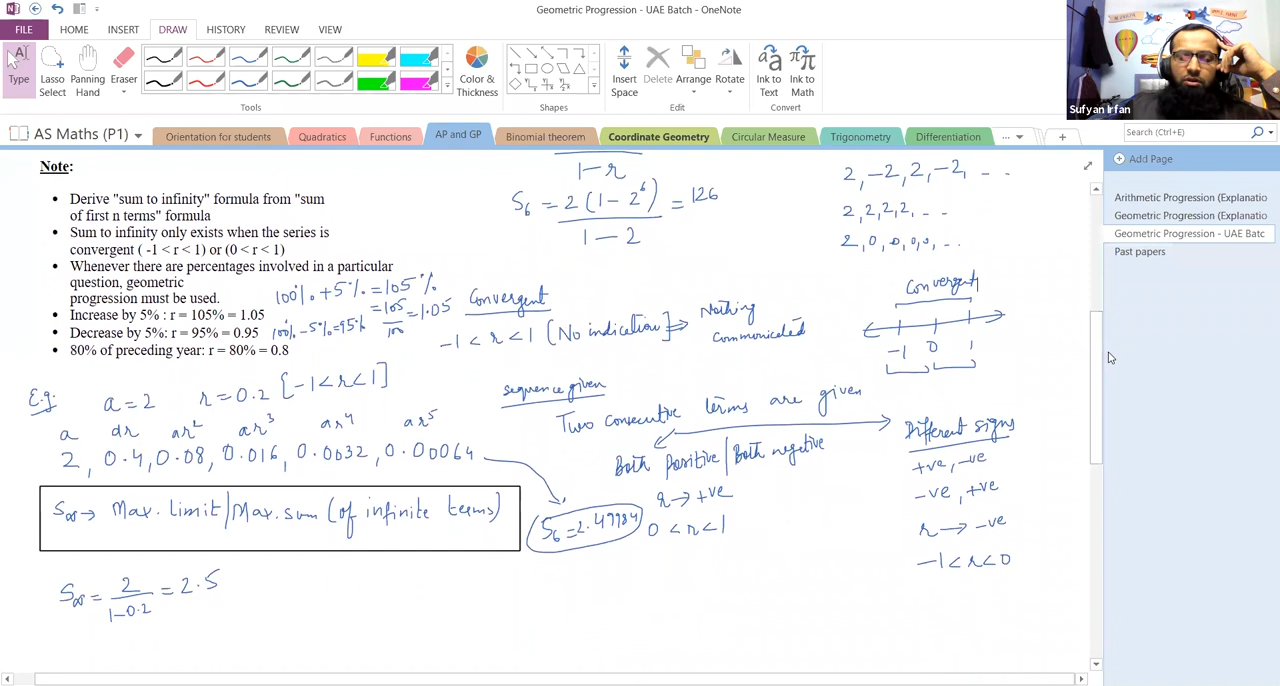 Geometric Progression - UAE Batch - OneNote
FILE HOME INSERT DRAW HISTORY REVIEW VIEW
Type Lasso Select Panning Hand Eraser Color & Thickness Insert Space Delete Arrange Rotate Ink to Text Ink to Math
Tools Shapes Edit Convert
Sufyan Irfan
AS Maths (P1) Orientation for students Quadratics Functions AP and GP Binomial theorem Coordinate Geometry Circular Measure Trigonometry Differentiation ... + Search (Ctrl+E)
Add Page
Arithmetic Progression (Explanatio
Geometric Progression (Explanatio
Geometric Progression - UAE Batc
Past papers
Note:
• Derive "sum to infinity" formula from "sum
of first n terms" formula
• Sum to infinity only exists when the series is
convergent ( -1 < r < 1) or (0 < r < 1)
• Whenever there are percentages involved in a particular
question, geometric
progression must be used.
• Increase by 5% : r = 105% = 1.05
• Decrease by 5%: r = 95% = 0.95
• 80% of preceding year: r = 80% = 0.8
100% + 5% = 105%
= 105/100 = 1.05
100% - 5% = 95%
1-r
S₆ = 2(1-2⁶)/(1-2) = 126
2, -2, 2, -2, - - -
2, 2, 2, 2, - - -
2, 0, 0, 0, 0, - - -
Convergent
-1 < r < 1 (No indication) ⇒ Nothing
communicated
Convergent
-1 0 1
E.g: a = 2 r = 0.2 [-1 < r < 1]
a ar ar² ar³ ar⁴ ar⁵
2, 0.4, 0.08, 0.016, 0.0032, 0.00064
S∞ → Max. limit/Max. sum (of infinite terms)
S₆ = 2.49984
S∞ = 2/(1-0.2) = 2.5
sequence given
Two consecutive terms are given
Both positive/Both negative
r → +ve
0 < r < 1
Different signs
+ve, -ve
-ve, +ve
r → -ve
-1 < r < 0